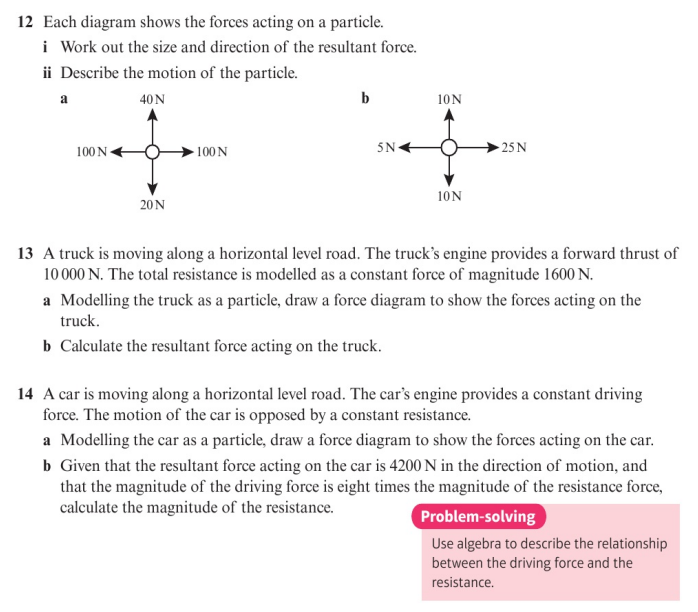 12 Each diagram shows the forces acting on a particle.
i Work out the size and direction of the resultant force.
ii Describe the motion of the particle.
a
40 N
100 N
100 N
20 N
b
10 N
5 N
25 N
10 N
13 A truck is moving along a horizontal level road. The truck's engine provides a forward thrust of
10 000 N. The total resistance is modelled as a constant force of magnitude 1600 N.
a Modelling the truck as a particle, draw a force diagram to show the forces acting on the
truck.
b Calculate the resultant force acting on the truck.
14 A car is moving along a horizontal level road. The car's engine provides a constant driving
force. The motion of the car is opposed by a constant resistance.
a Modelling the car as a particle, draw a force diagram to show the forces acting on the car.
b Given that the resultant force acting on the car is 4200 N in the direction of motion, and
that the magnitude of the driving force is eight times the magnitude of the resistance force,
calculate the magnitude of the resistance.
Problem-solving
Use algebra to describe the relationship
between the driving force and the
resistance.